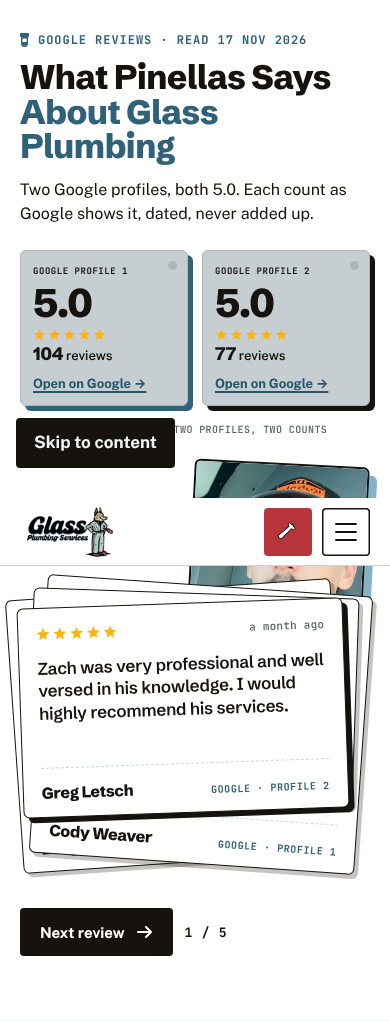 GOOGLE REVIEWS · READ 17 NOV 2026
What Pinellas Says
About Glass
Plumbing
Two Google profiles, both 5.0. Each count as
Google shows it, dated, never added up.
GOOGLE PROFILE 1
5.0
104 reviews
Open on Google →
GOOGLE PROFILE 2
5.0
77 reviews
Open on Google →
TWO PROFILES, TWO COUNTS
Skip to content
Glass
Plumbing Services
a month ago
Zach was very professional and well
versed in his knowledge. I would
highly recommend his services.
Greg Letsch
GOOGLE · PROFILE 2
Cody Weaver
GOOGLE · PROFILE 1
Next review →
1 / 5